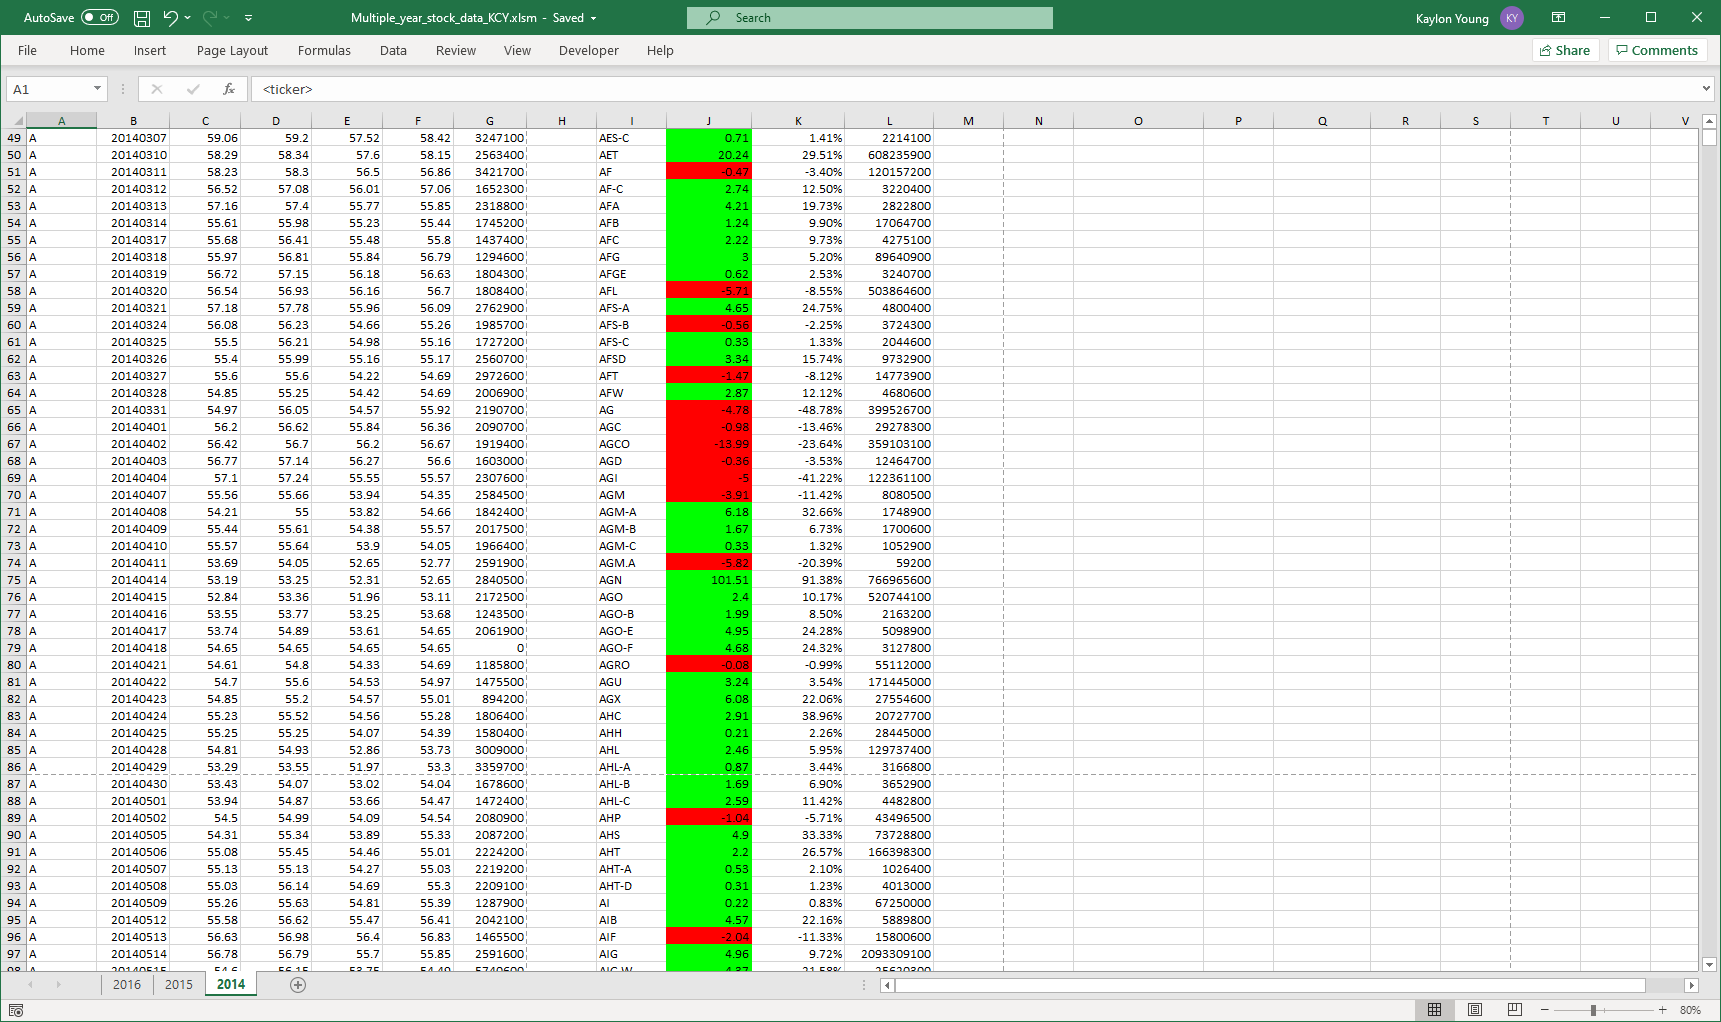 AutoSave Off Multiple_year_stock_data_KCY.xlsm - Saved Search Kaylon Young KY
File Home Insert Page Layout Formulas Data Review View Developer Help Share Comments
A1 fx <ticker>
A B C D E F G H I J K L M N O P Q R S T U V
49 A 20140307 59.06 59.2 57.52 58.42 3247100 AES-C 0.71 1.41% 2214100
50 A 20140310 58.29 58.34 57.6 58.15 2563400 AET 20.24 29.51% 608235900
51 A 20140311 58.23 58.3 56.5 56.86 3421700 AF -0.47 -3.40% 120157200
52 A 20140312 56.52 57.08 56.01 57.06 1652300 AF-C 2.74 12.50% 3220400
53 A 20140313 57.16 57.4 55.77 55.85 2318800 AFA 4.21 19.73% 2822800
54 A 20140314 55.61 55.98 55.23 55.44 1745200 AFB 1.24 9.90% 17064700
55 A 20140317 55.68 56.41 55.48 55.8 1437400 AFC 2.22 9.73% 4275100
56 A 20140318 55.97 56.81 55.84 56.79 1294600 AFG 3 5.20% 89640900
57 A 20140319 56.72 57.15 56.18 56.63 1804300 AFGE 0.62 2.53% 3240700
58 A 20140320 56.54 56.93 56.16 56.7 1808400 AFL -5.71 -8.55% 503864600
59 A 20140321 57.18 57.78 55.96 56.09 2762900 AFS-A 4.65 24.75% 4800400
60 A 20140324 56.08 56.23 54.66 55.26 1985700 AFS-B -0.56 -2.25% 3724300
61 A 20140325 55.5 56.21 54.98 55.16 1727200 AFS-C 0.33 1.33% 2044600
62 A 20140326 55.4 55.99 55.16 55.17 2560700 AFSD 3.34 15.74% 9732900
63 A 20140327 55.6 55.6 54.22 54.69 2972600 AFT -1.47 -8.12% 14773900
64 A 20140328 54.85 55.25 54.42 54.69 2006900 AFW 2.87 12.12% 4680600
65 A 20140331 54.97 56.05 54.57 55.92 2190700 AG -4.78 -48.78% 399526700
66 A 20140401 56.2 56.62 55.84 56.36 2090700 AGC -0.98 -13.46% 29278300
67 A 20140402 56.42 56.7 56.2 56.67 1919400 AGCO -13.99 -23.64% 359103100
68 A 20140403 56.77 57.14 56.27 56.6 1603000 AGD -0.36 -3.53% 12464700
69 A 20140404 57.1 57.24 55.55 55.57 2307600 AGI -5 -41.22% 122361100
70 A 20140407 55.56 55.66 53.94 54.35 2584500 AGM -3.91 -11.42% 8080500
71 A 20140408 54.21 55 53.82 54.66 1842400 AGM-A 6.18 32.66% 1748900
72 A 20140409 55.44 55.61 54.38 55.57 2017500 AGM-B 1.67 6.73% 1700600
73 A 20140410 55.57 55.64 53.9 54.05 1966400 AGM-C 0.33 1.32% 1052900
74 A 20140411 53.69 54.05 52.65 52.77 2591900 AGM.A -5.82 -20.39% 59200
75 A 20140414 53.19 53.25 52.31 52.65 2840500 AGN 101.51 91.38% 766965600
76 A 20140415 52.84 53.36 51.96 53.11 2172500 AGO 2.4 10.17% 520744100
77 A 20140416 53.55 53.77 53.25 53.68 1243500 AGO-B 1.99 8.50% 2163200
78 A 20140417 53.74 54.89 53.61 54.65 2061900 AGO-E 4.95 24.28% 5098900
79 A 20140418 54.65 54.65 54.65 54.65 0 AGO-F 4.68 24.32% 3127800
80 A 20140421 54.61 54.8 54.33 54.69 1185800 AGRO -0.08 -0.99% 55112000
81 A 20140422 54.7 55.6 54.53 54.97 1475500 AGU 3.24 3.54% 171445000
82 A 20140423 54.85 55.2 54.57 55.01 894200 AGX 6.08 22.06% 27554600
83 A 20140424 55.23 55.52 54.56 55.28 1806400 AHC 2.91 38.96% 20727700
84 A 20140425 55.25 55.25 54.07 54.39 1580400 AHH 0.21 2.26% 28445000
85 A 20140428 54.81 54.93 52.86 53.73 3009000 AHL 2.46 5.95% 129737400
86 A 20140429 53.29 53.55 51.97 53.3 3359700 AHL-A 0.87 3.44% 3166800
87 A 20140430 53.43 54.07 53.02 54.04 1678600 AHL-B 1.69 6.90% 3652900
88 A 20140501 53.94 54.87 53.66 54.47 1472400 AHL-C 2.59 11.42% 4482800
89 A 20140502 54.5 54.99 54.09 54.54 2080900 AHP -1.04 -5.71% 43496500
90 A 20140505 54.31 55.34 53.89 55.33 2087200 AHS 4.9 33.33% 73728800
91 A 20140506 55.08 55.45 54.46 55.01 2224200 AHT 2.2 26.57% 166398300
92 A 20140507 55.13 55.13 54.27 55.03 2219200 AHT-A 0.53 2.10% 1026400
93 A 20140508 55.03 56.14 54.69 55.3 2209100 AHT-D 0.31 1.23% 4013000
94 A 20140509 55.26 55.63 54.81 55.39 1287900 AI 0.22 0.83% 67250000
95 A 20140512 55.58 56.62 55.47 56.41 2042100 AIB 4.57 22.16% 5889800
96 A 20140513 56.63 56.98 56.4 56.83 1465500 AIF -2.04 -11.33% 15800600
97 A 20140514 56.78 56.79 55.7 55.85 2591600 AIG 4.96 9.72% 2093309100
2016 2015 2014
80%